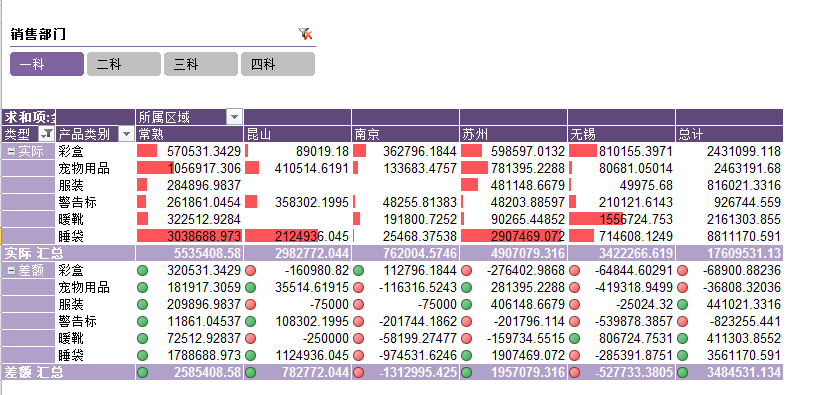 销售部门
一科 二科 三科 四科
求和项: 所属区域
类型 产品类别 常熟 昆山 南京 苏州 无锡 总计
实际 彩盒 570531.3429 89019.18 362796.1844 598597.0132 810155.3971 2431099.118
宠物用品 1056917.306 410514.6191 133683.4757 781395.2288 80681.05014 2463191.68
服装 284896.9837 481148.6679 49975.68 816021.3316
警告标 261861.0454 358302.1995 48255.81383 48203.88597 210121.6143 926744.559
暖靴 322512.9284 191800.7252 90265.44852 1556724.753 2161303.855
睡袋 3038688.973 2124936.045 25468.37538 2907469.072 714608.1249 8811170.591
实际 汇总 5535408.58 2982772.044 762004.5746 4907079.316 3422266.619 17609531.13
差额 彩盒 320531.3429 -160980.82 112796.1844 -276402.9868 -64844.60291 -68900.88236
宠物用品 181917.3059 35514.61915 -116316.5243 281395.2288 -419318.9499 -36808.32036
服装 209896.9837 -75000 -75000 406148.6679 -25024.32 441021.3316
警告标 11861.04537 108302.1995 -201744.1862 -201796.114 -539878.3857 -823255.441
暖靴 72512.92837 -250000 -58199.27477 -159734.5515 806724.7531 411303.8552
睡袋 1788688.973 1124936.045 -974531.6246 1907469.072 -285391.8751 3561170.591
差额 汇总 2585408.58 782772.044 -1312995.425 1957079.316 -527733.3805 3484531.134